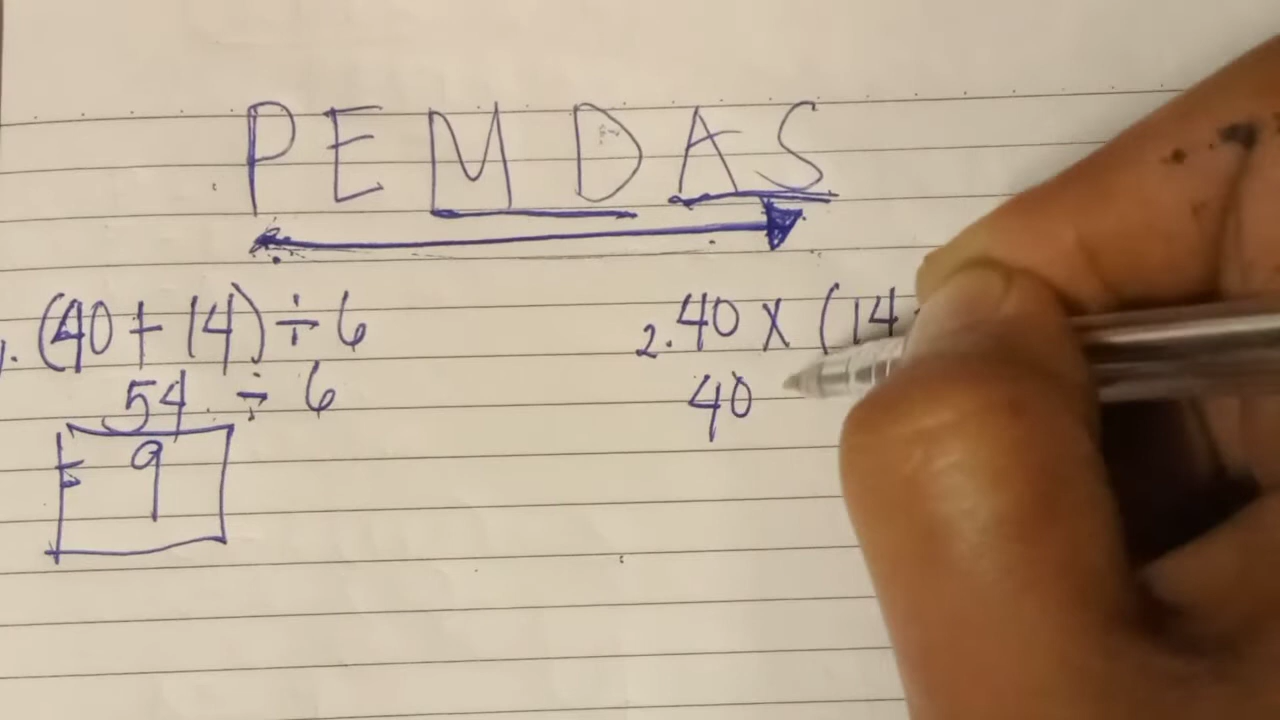 PEMDAS
1. (40 + 14) ÷ 6
54 ÷ 6
= 9
2. 40 x (14
40